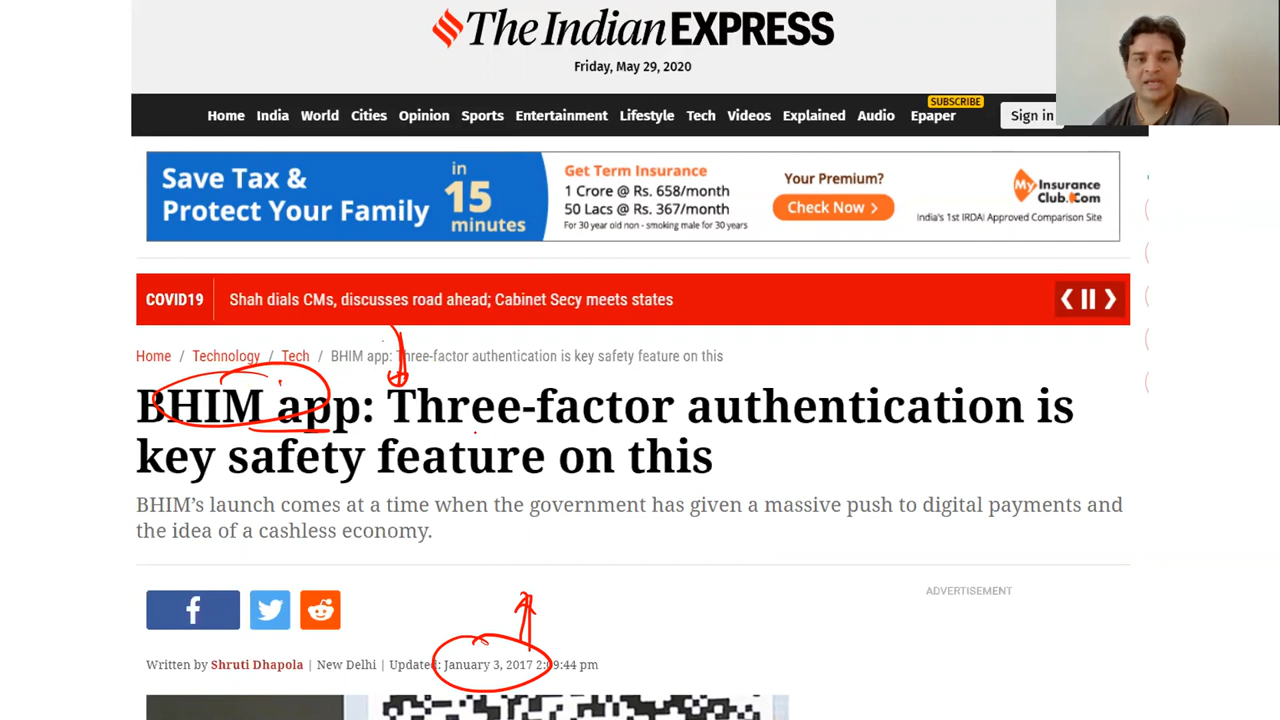 The Indian EXPRESS
Friday, May 29, 2020
SUBSCRIBE
Home India World Cities Opinion Sports Entertainment Lifestyle Tech Videos Explained Audio Epaper Sign in
Save Tax & in Get Term Insurance Your Premium? My Insurance
Protect Your Family 15 1 Crore @ Rs. 658/month Check Now > Club.Com
minutes 50 Lacs @ Rs. 367/month India's 1st IRDAI Approved Comparison Site
For 30 year old non - smoking male for 30 years
COVID19 Shah dials CMs, discusses road ahead; Cabinet Secy meets states
Home / Technology / Tech / BHIM app: Three-factor authentication is key safety feature on this
BHIM app: Three-factor authentication is
key safety feature on this
BHIM's launch comes at a time when the government has given a massive push to digital payments and
the idea of a cashless economy.
ADVERTISEMENT
Written by Shruti Dhapola | New Delhi | Updated: January 3, 2017 2:09:44 pm